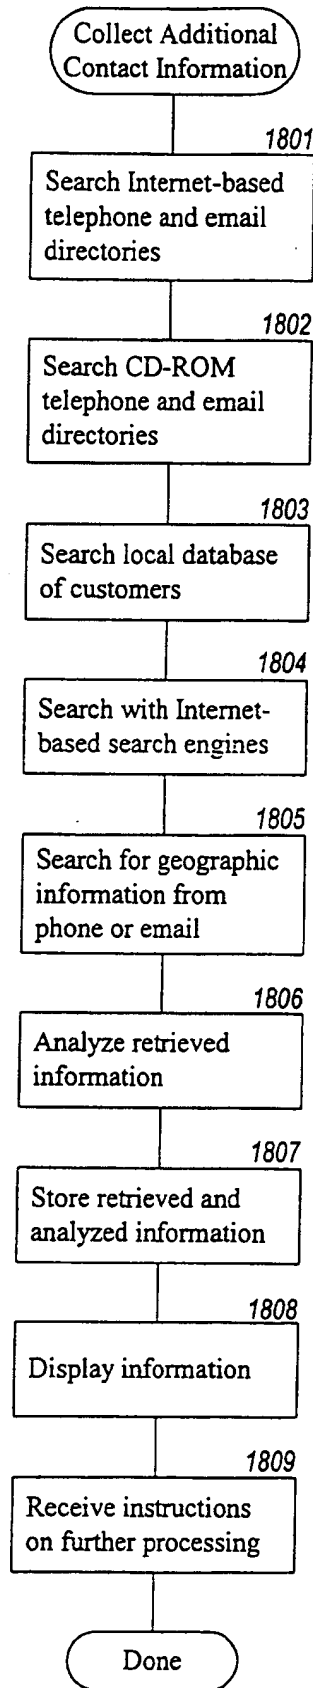 Collect Additional
Contact Information
1801
Search Internet-based
telephone and email
directories
1802
Search CD-ROM
telephone and email
directories
1803
Search local database
of customers
1804
Search with Internet-
based search engines
1805
Search for geographic
information from
phone or email
1806
Analyze retrieved
information
1807
Store retrieved and
analyzed information
1808
Display information
1809
Receive instructions
on further processing
Done